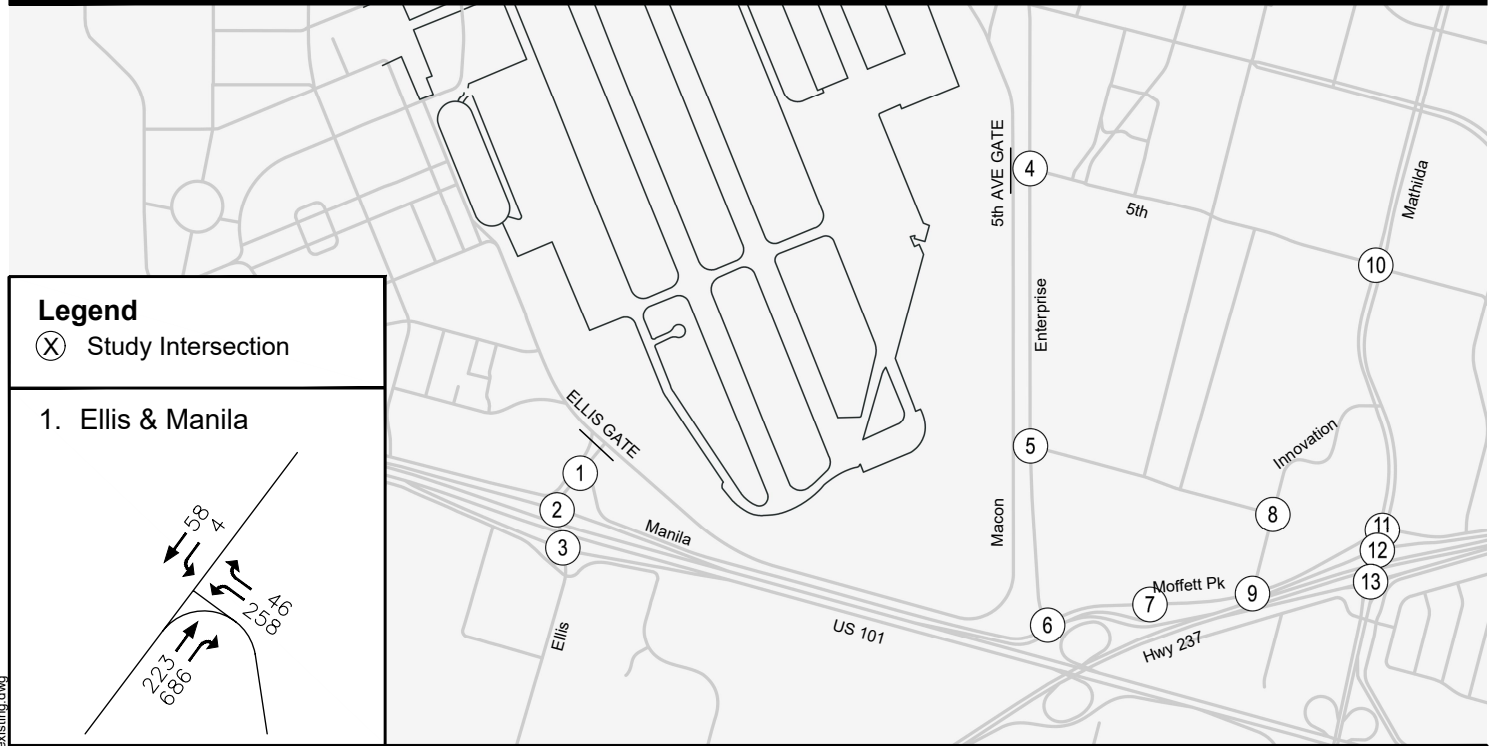 Legend
X Study Intersection
1. Ellis & Manila
58
4
46
258
223
686
existing.dwg
ELLIS GATE
1
2
3
Manila
Ellis
US 101
5th AVE GATE
4
5th
Mathilda
10
Enterprise
5
Innovation
Macon
8
11
12
13
Moffett Pk
7
9
6
Hwy 237